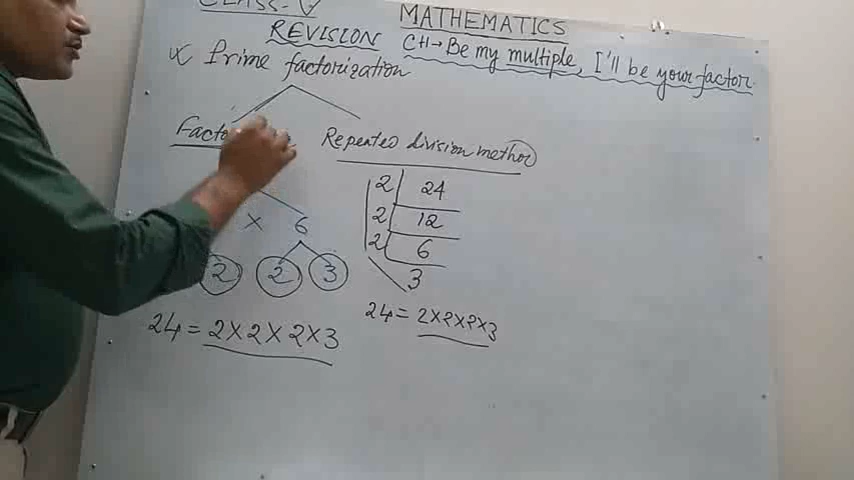 CLASS-V
MATHEMATICS
REVISION
CH→ Be my multiple, I'll be your factor.
Prime factorization
Repeated division method
2 24
2 12
2 6
3
× 6
2 2 3
24 = 2×2×2×3
24 = 2×2×2×3